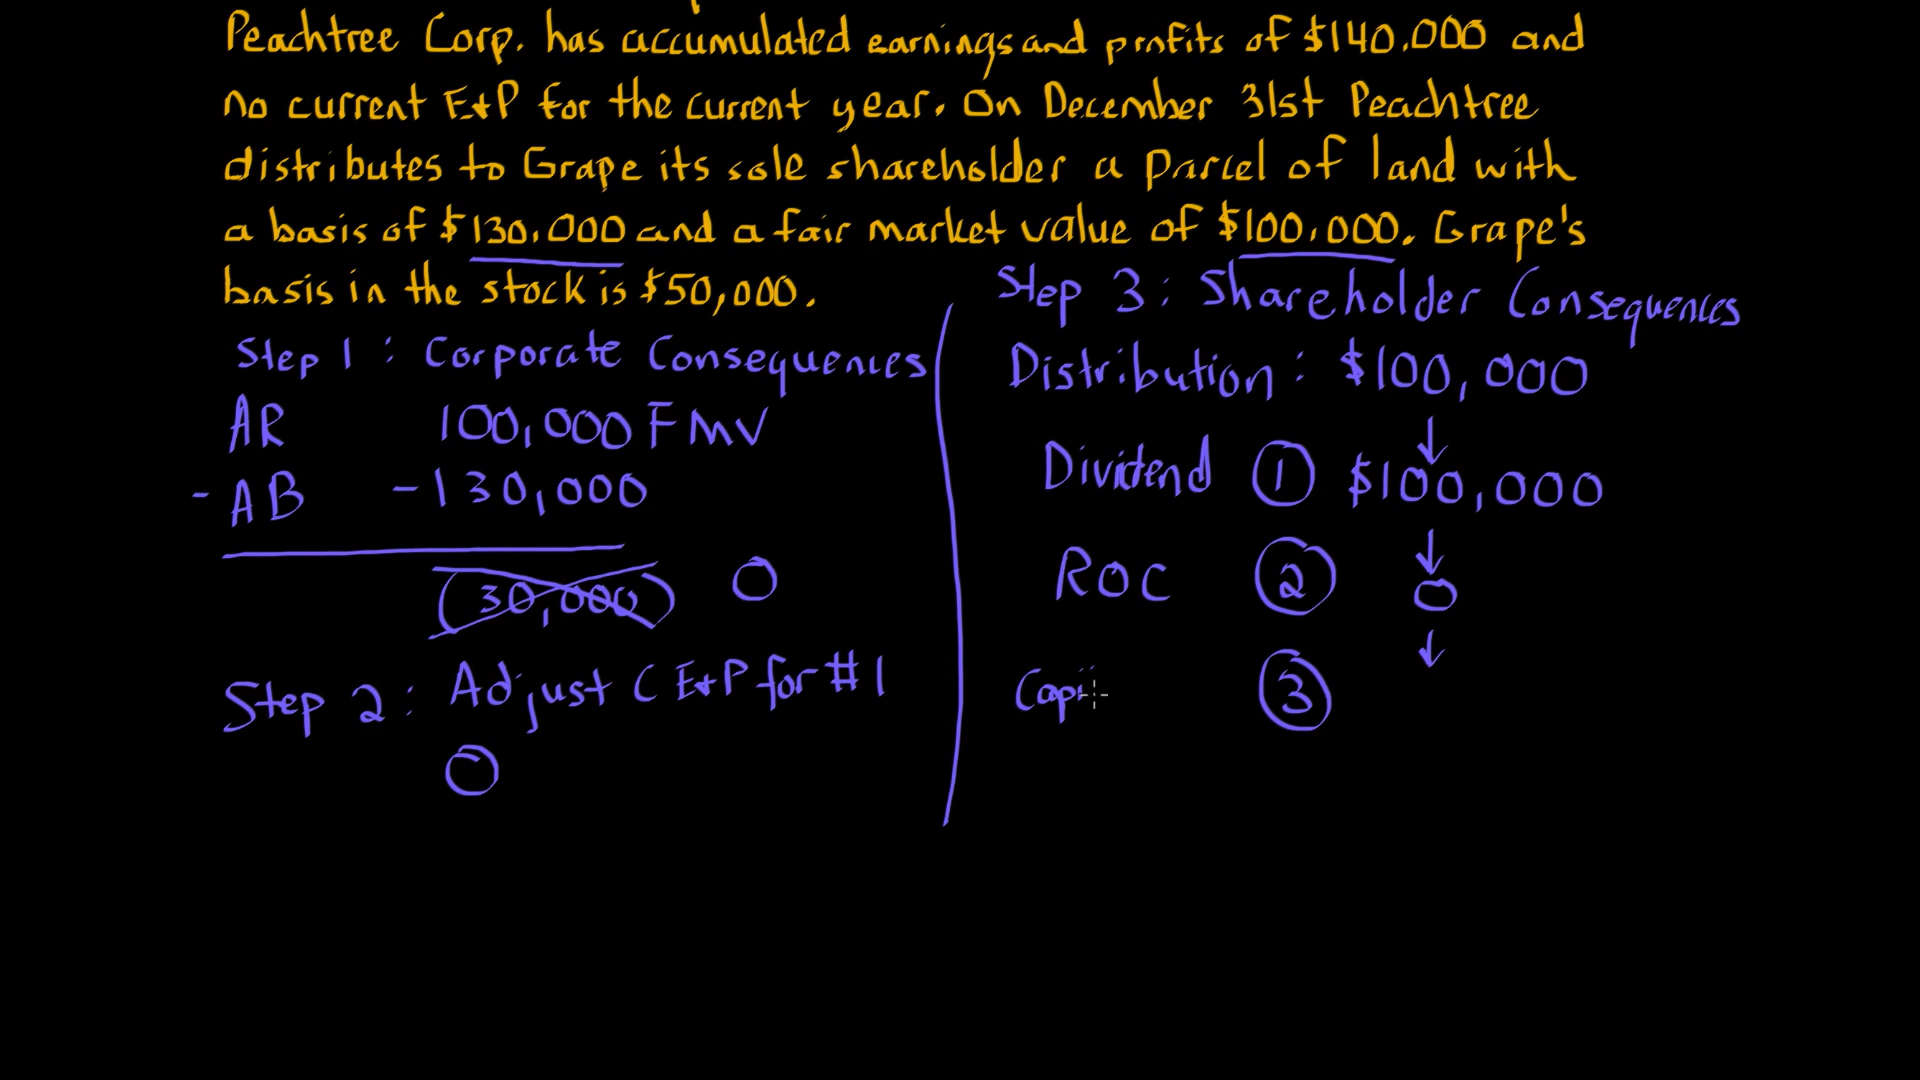 Peachtree Corp. has accumulated earnings and profits of $140,000 and
no current E+P for the current year. On December 31st Peachtree
distributes to Grape its sole shareholder a parcel of land with
a basis of $130,000 and a fair market value of $100,000. Grape's
basis in the stock is $50,000.
Step 1: Corporate Consequences
AR 100,000 FMV
- AB -130,000
(30,000) 0
Step 2: Adjust C E+P for #1
0
Step 3: Shareholder Consequences
Distribution: $100,000
↓
Dividend ① $100,000
↓
ROC ② 0
↓
Capi ③